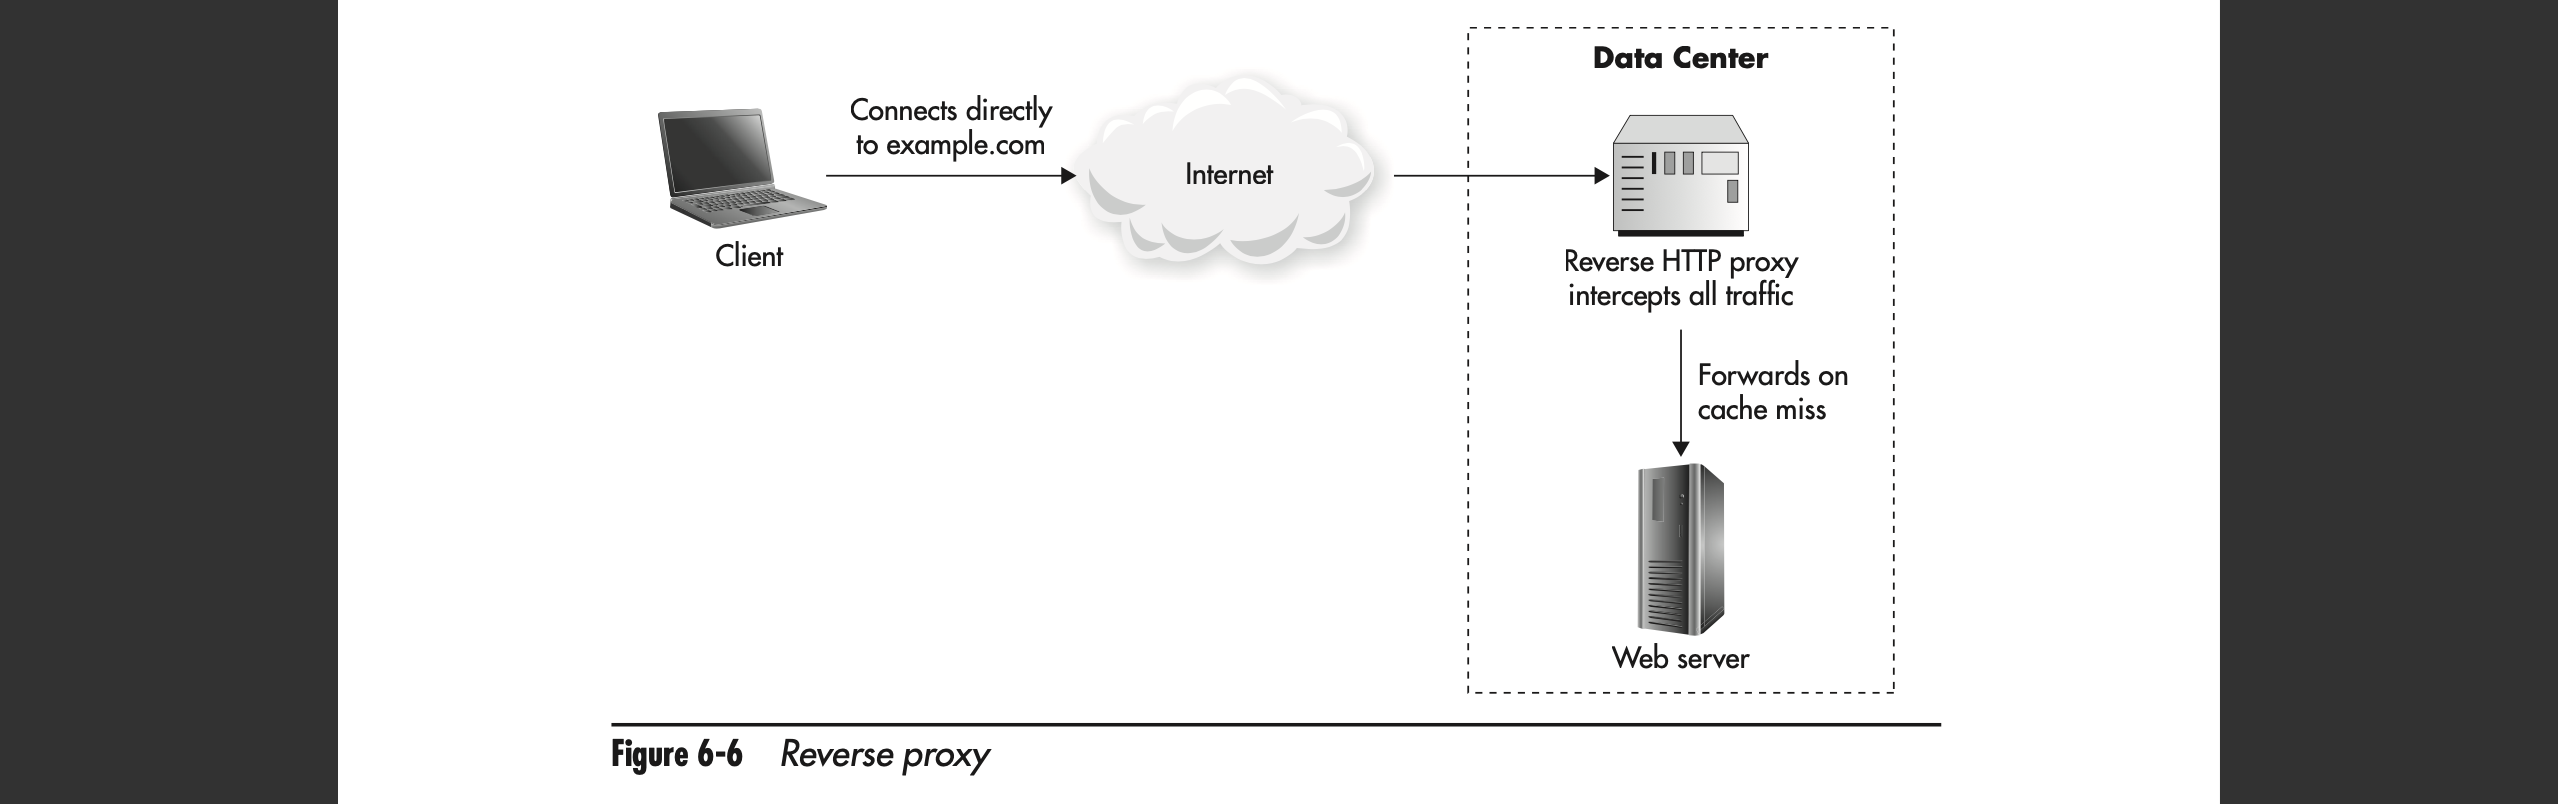 Data Center
Connects directly
to example.com
Internet
Client
Reverse HTTP proxy
intercepts all traffic
Forwards on
cache miss
Web server
Figure 6-6 Reverse proxy